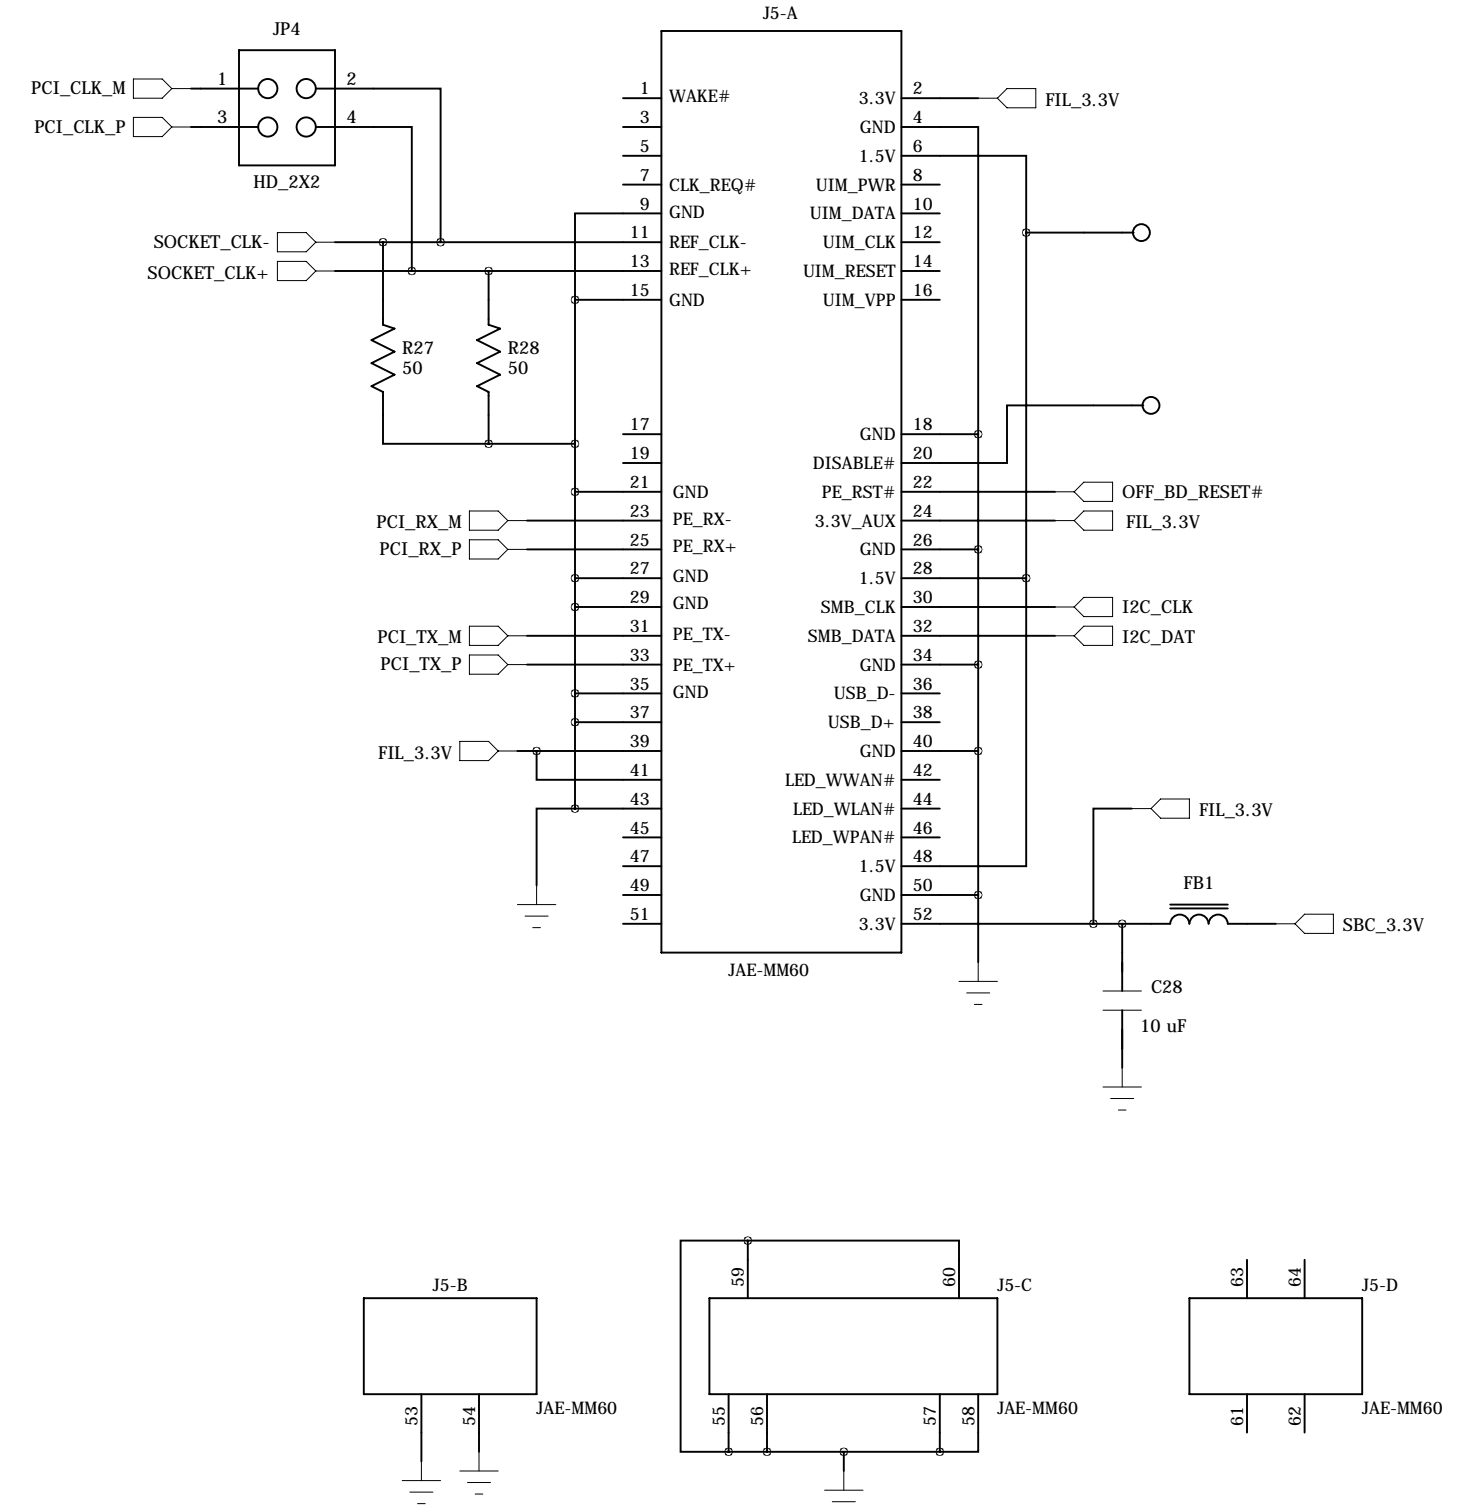 J5-A
JP4
PCI_CLK_M
1
2
PCI_CLK_P
3
4
HD_2X2
1 WAKE#
3
5
7 CLK_REQ#
9 GND
SOCKET_CLK-
11 REF_CLK-
SOCKET_CLK+
13 REF_CLK+
15 GND
R27
50
R28
50
17
19
21 GND
PCI_RX_M
23 PE_RX-
PCI_RX_P
25 PE_RX+
27 GND
29 GND
PCI_TX_M
31 PE_TX-
PCI_TX_P
33 PE_TX+
35 GND
37
FIL_3.3V
39
41
43
45
47
49
51
3.3V 2
FIL_3.3V
GND 4
1.5V 6
UIM_PWR 8
UIM_DATA 10
UIM_CLK 12
UIM_RESET 14
UIM_VPP 16
GND 18
DISABLE# 20
PE_RST# 22
OFF_BD_RESET#
3.3V_AUX 24
FIL_3.3V
GND 26
1.5V 28
SMB_CLK 30
I2C_CLK
SMB_DATA 32
I2C_DAT
GND 34
USB_D- 36
USB_D+ 38
GND 40
LED_WWAN# 42
LED_WLAN# 44
FIL_3.3V
LED_WPAN# 46
1.5V 48
GND 50
FB1
3.3V 52
SBC_3.3V
JAE-MM60
C28
10 uF
J5-B
53
54
JAE-MM60
59
60
J5-C
55
56
57
58
JAE-MM60
63
64
J5-D
61
62
JAE-MM60